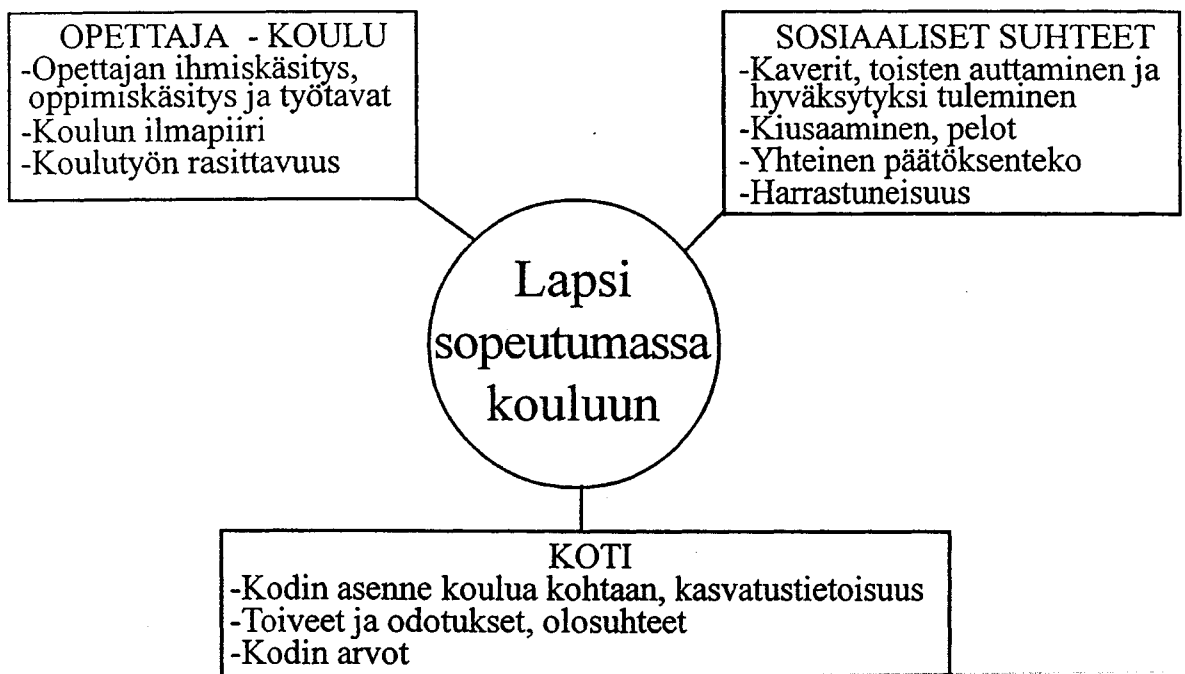 OPETTAJA - KOULU
-Opettajan ihmiskäsitys,
oppimiskäsitys ja työtavat
-Koulun ilmapiiri
-Koulutyön rasittavuus
SOSIAALISET SUHTEET
-Kaverit, toisten auttaminen ja
hyväksytyksi tuleminen
-Kiusaaminen, pelot
-Yhteinen päätöksenteko
-Harrastuneisuus
Lapsi
sopeutumassa
kouluun
KOTI
-Kodin asenne koulua kohtaan, kasvatustietoisuus
-Toiveet ja odotukset, olosuhteet
-Kodin arvot